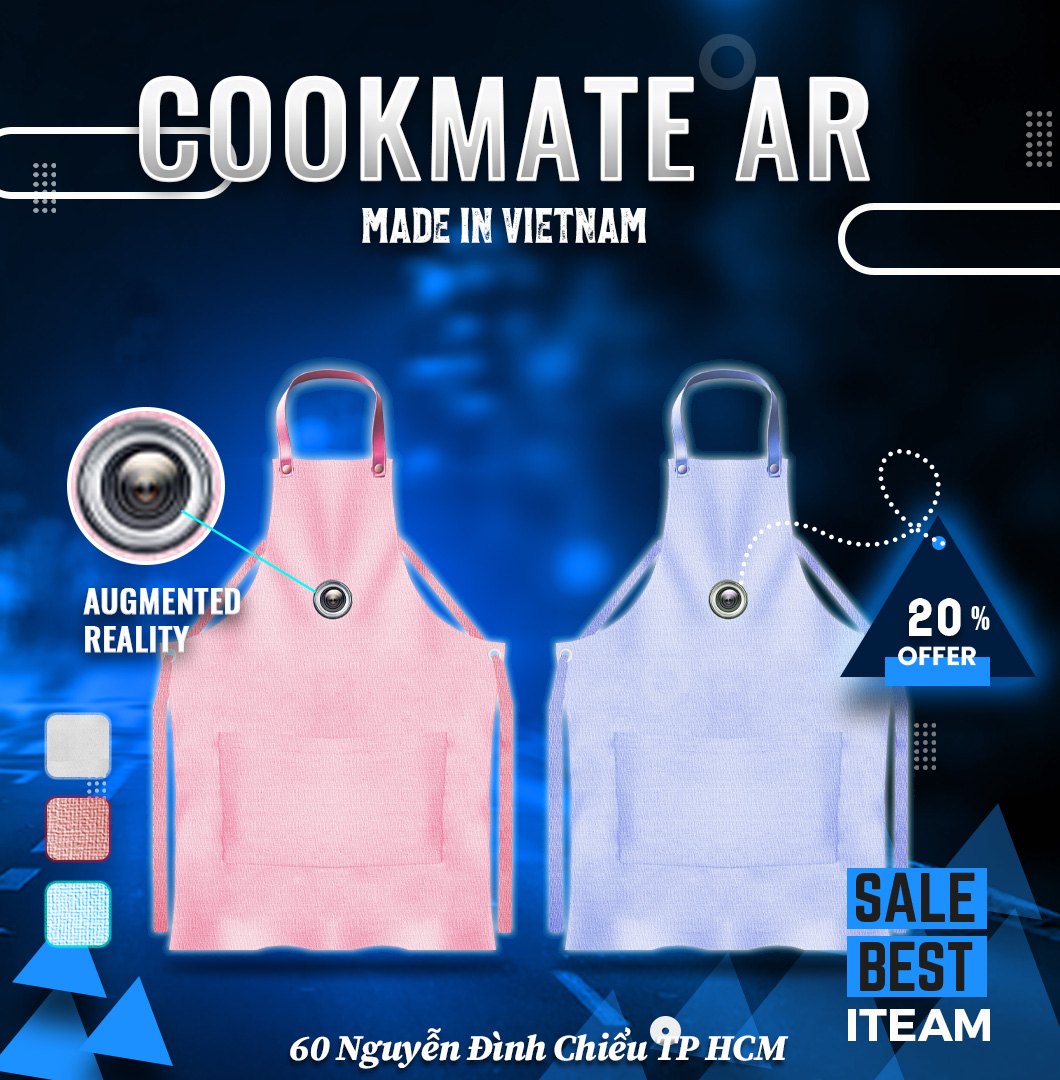 COOKMATE AR
MADE IN VIETNAM
AUGMENTED
REALITY
20 %
OFFER
SALE
BEST
ITEAM
60 Nguyễn Đình Chiểu TP HCM